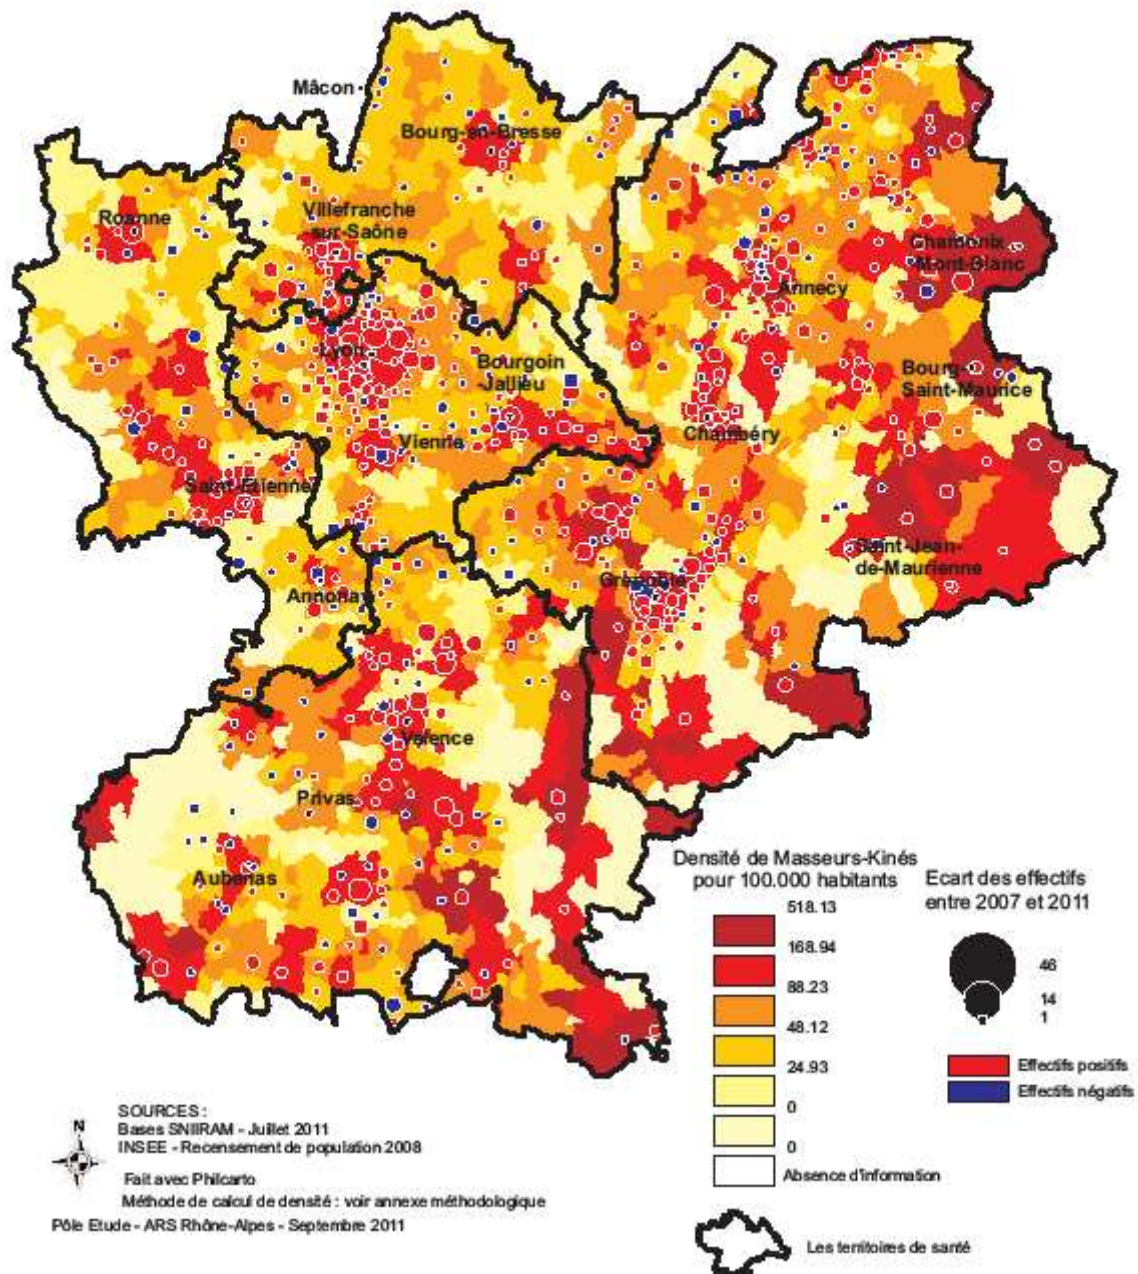 Mâcon
Bourg-en-Bresse
Roanne
Villefranche
-sur-Saône
Chamonix
-Mont-Blanc
Annecy
Lyon
Bourgoin
-Jallieu
Bourg-
Saint-Maurice
Vienne
Chambéry
Saint-Etienne
Saint-Jean-
de-Maurienne
Grenoble
Annonay
Valence
Privas
Aubenas
Densité de Masseurs-Kinés
pour 100.000 habitants
518.13
168.94
88.23
48.12
24.93
0
0
Absence d'information
Ecart des effectifs
entre 2007 et 2011
46
14
1
Effectifs positifs
Effectifs négatifs
Les territoires de santé
N
SOURCES :
Bases SNIIRAM - Juillet 2011
INSEE - Recensement de population 2008
Fait avec Philcarto
Méthode de calcul de densité : voir annexe méthodologique
Pôle Etude - ARS Rhône-Alpes - Septembre 2011